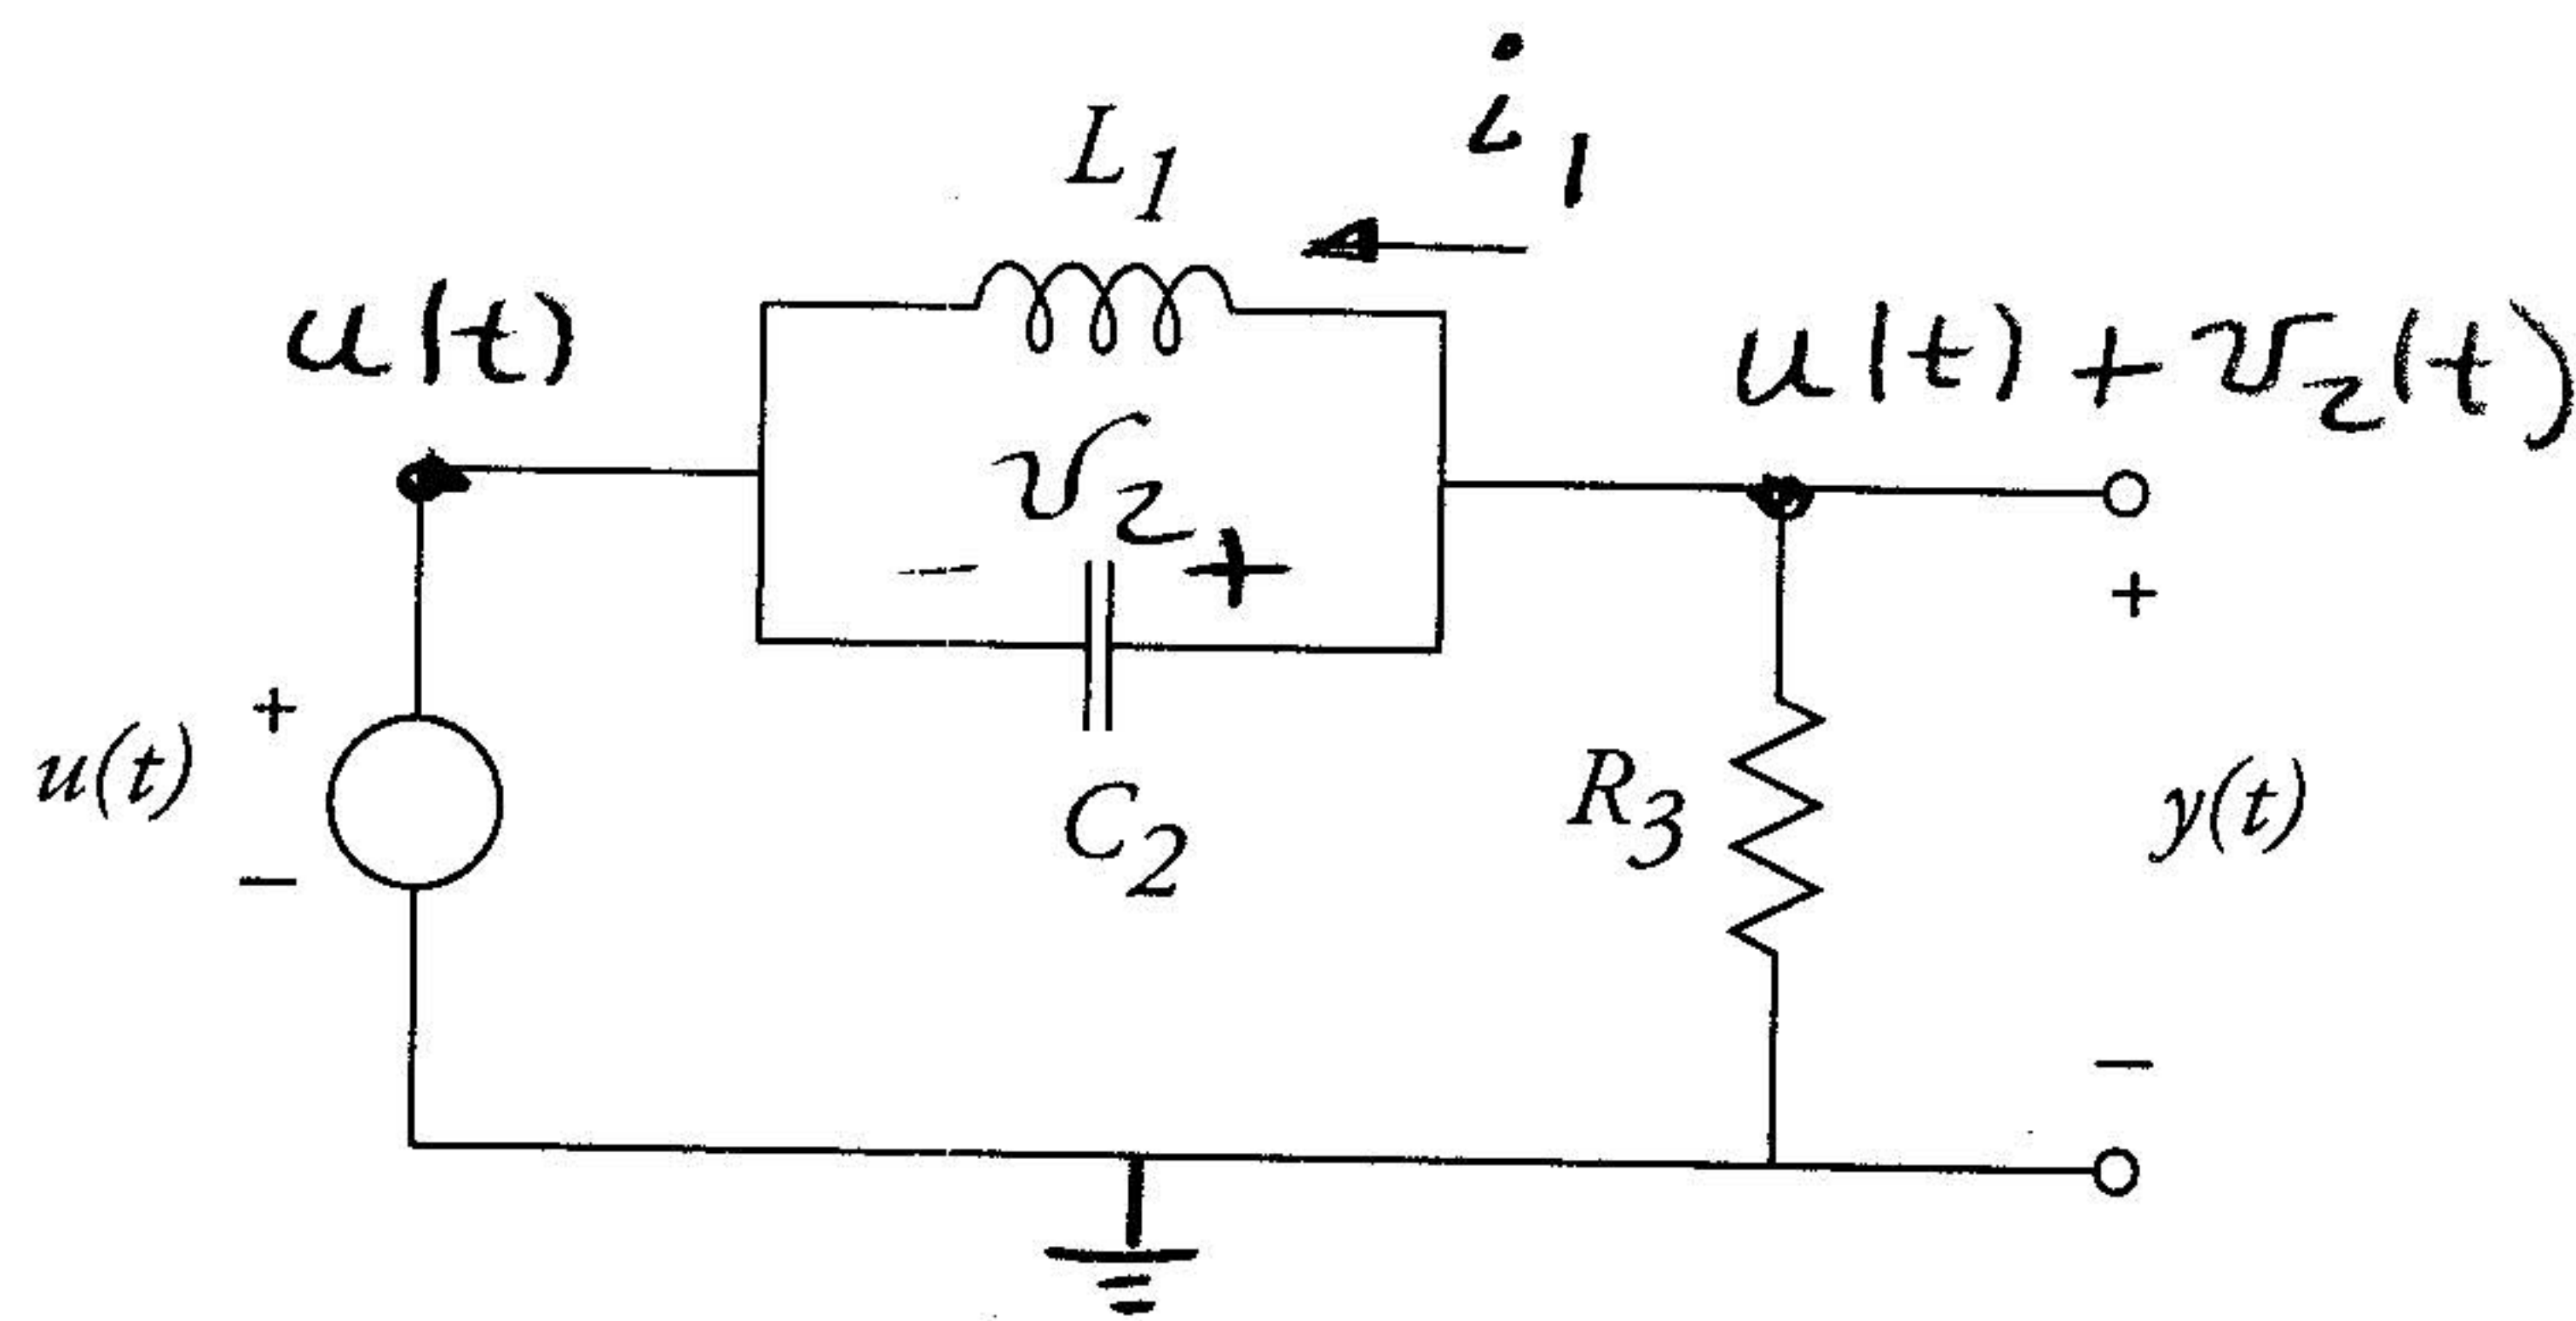 i₁
L₁
u(t)
u(t) + v₂(t)
v₂
− +
+
+
u(t)
R₃
y(t)
C₂
−
−